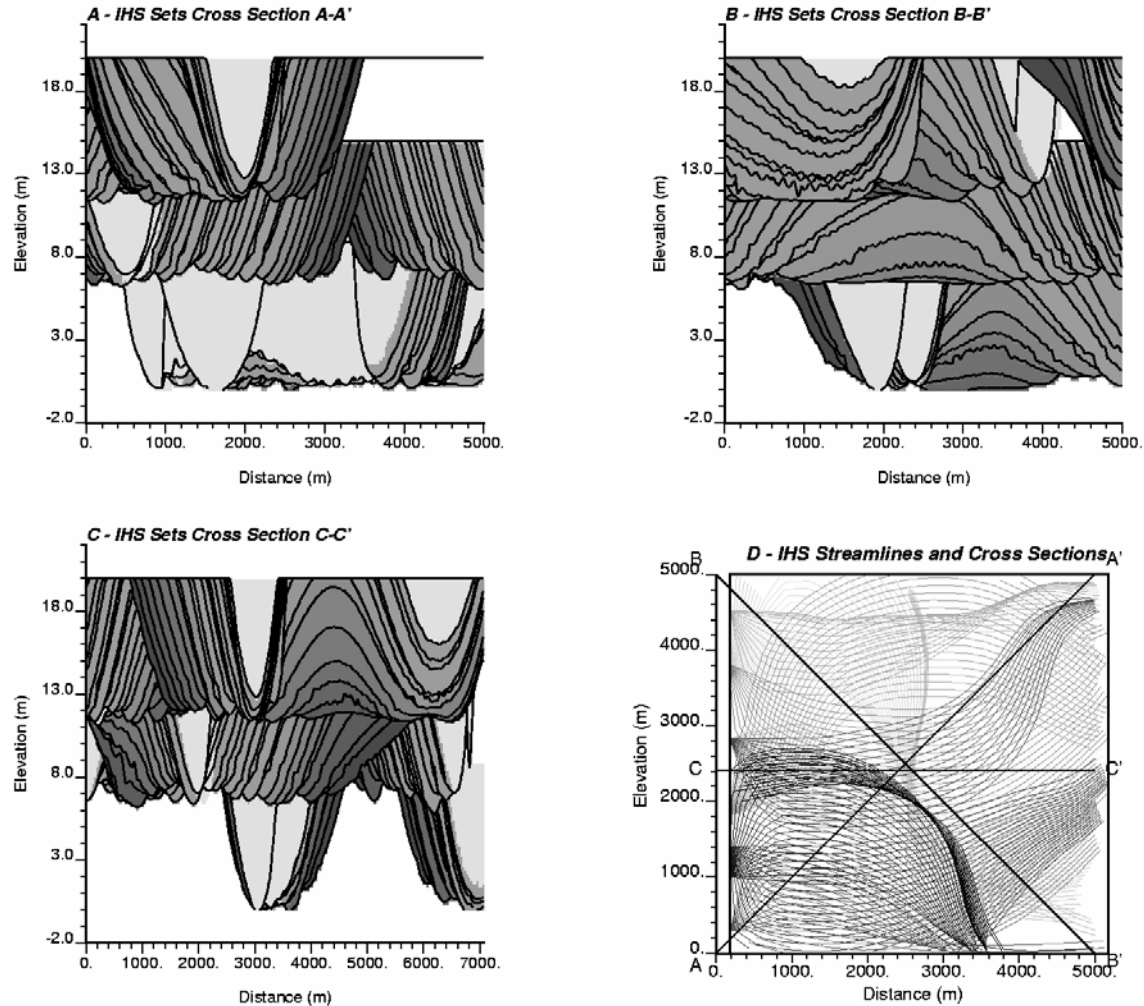 A - IHS Sets Cross Section A-A'
18.
13.
8.0
3.0
-2.0
Elevation (m)
0. 1000. 2000. 3000. 4000. 5000.
Distance (m)
B - IHS Sets Cross Section B-B'
18.0
13.0
8.0
3.0
-2.0
Elevation (m)
0. 1000. 2000. 3000. 4000. 5000.
Distance (m)
C - IHS Sets Cross Section C-C'
18.0
13.0
8.0
3.0
-2.0
Elevation (m)
0. 1000. 2000. 3000. 4000. 5000. 6000. 7000.
Distance (m)
D - IHS Streamlines and Cross Sections
B
A'
5000.
4000.
3000.
C
C'
2000.
1000.
0.
A
B'
Elevation (m)
0. 1000. 2000. 3000. 4000. 5000.
Distance (m)